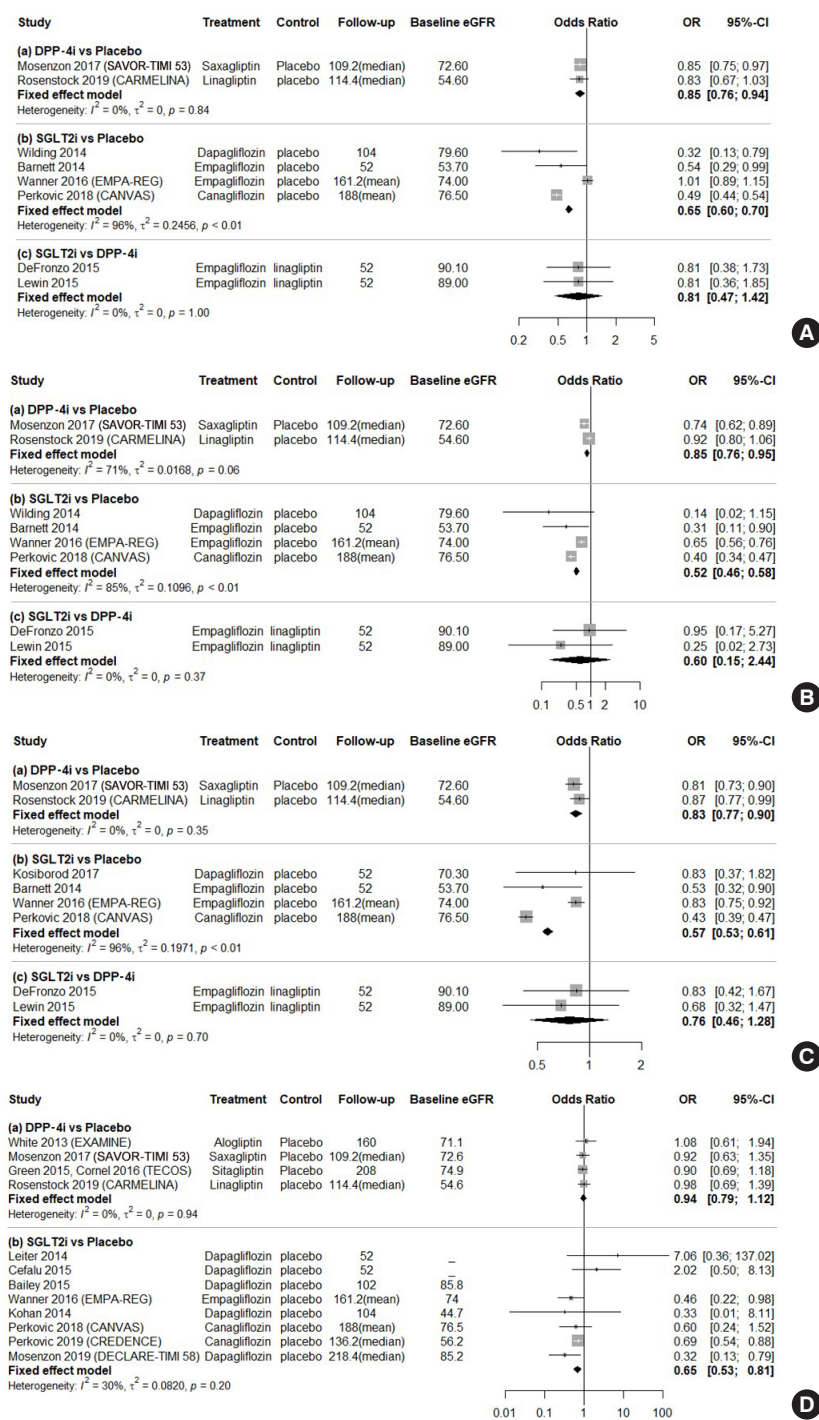 Study Treatment Control Follow-up Baseline eGFR Odds Ratio OR 95%-CI
(a) DPP-4i vs Placebo
Mosenzon 2017 (SAVOR-TIMI 53) Saxagliptin Placebo 109.2(median) 72.60 0.85 [0.75; 0.97]
Rosenstock 2019 (CARMELINA) Linagliptin placebo 114.4(median) 54.60 0.83 [0.67; 1.03]
Fixed effect model 0.85 [0.76; 0.94]
Heterogeneity: I² = 0%, τ² = 0, p = 0.84
(b) SGLT2i vs Placebo
Wilding 2014 Dapagliflozin placebo 104 79.60 0.32 [0.13; 0.79]
Barnett 2014 Empagliflozin placebo 52 53.70 0.54 [0.29; 0.99]
Wanner 2016 (EMPA-REG) Empagliflozin placebo 161.2(mean) 74.00 1.01 [0.89; 1.15]
Perkovic 2018 (CANVAS) Canagliflozin placebo 188(mean) 76.50 0.49 [0.44; 0.54]
Fixed effect model 0.65 [0.60; 0.70]
Heterogeneity: I² = 96%, τ² = 0.2456, p < 0.01
(c) SGLT2i vs DPP-4i
DeFronzo 2015 Empagliflozin linagliptin 52 90.10 0.81 [0.38; 1.73]
Lewin 2015 Empagliflozin linagliptin 52 89.00 0.81 [0.36; 1.85]
Fixed effect model 0.81 [0.47; 1.42]
Heterogeneity: I² = 0%, τ² = 0, p = 1.00
0.2 0.5 1 2 5
A
Study Treatment Control Follow-up Baseline eGFR Odds Ratio OR 95%-CI
(a) DPP-4i vs Placebo
Mosenzon 2017 (SAVOR-TIMI 53) Saxagliptin Placebo 109.2(median) 72.60 0.74 [0.62; 0.89]
Rosenstock 2019 (CARMELINA) Linagliptin placebo 114.4(median) 54.60 0.92 [0.80; 1.06]
Fixed effect model 0.85 [0.76; 0.95]
Heterogeneity: I² = 71%, τ² = 0.0168, p = 0.06
(b) SGLT2i vs Placebo
Wilding 2014 Dapagliflozin placebo 104 79.60 0.14 [0.02; 1.15]
Barnett 2014 Empagliflozin placebo 52 53.70 0.31 [0.11; 0.90]
Wanner 2016 (EMPA-REG) Empagliflozin placebo 161.2(mean) 74.00 0.65 [0.56; 0.76]
Perkovic 2018 (CANVAS) Canagliflozin placebo 188(mean) 76.50 0.40 [0.34; 0.47]
Fixed effect model 0.52 [0.46; 0.58]
Heterogeneity: I² = 85%, τ² = 0.1096, p < 0.01
(c) SGLT2i vs DPP-4i
DeFronzo 2015 Empagliflozin linagliptin 52 90.10 0.95 [0.17; 5.27]
Lewin 2015 Empagliflozin linagliptin 52 89.00 0.25 [0.02; 2.73]
Fixed effect model 0.60 [0.15; 2.44]
Heterogeneity: I² = 0%, τ² = 0, p = 0.37
0.1 0.5 1 2 10
B
Study Treatment Control Follow-up Baseline eGFR Odds Ratio OR 95%-CI
(a) DPP-4i vs Placebo
Mosenzon 2017 (SAVOR-TIMI 53) Saxagliptin Placebo 109.2(median) 72.60 0.81 [0.73; 0.90]
Rosenstock 2019 (CARMELINA) Linagliptin placebo 114.4(median) 54.60 0.87 [0.77; 0.99]
Fixed effect model 0.83 [0.77; 0.90]
Heterogeneity: I² = 0%, τ² = 0, p = 0.35
(b) SGLT2i vs Placebo
Kosiborod 2017 Dapagliflozin placebo 52 70.30 0.83 [0.37; 1.82]
Barnett 2014 Empagliflozin placebo 52 53.70 0.53 [0.32; 0.90]
Wanner 2016 (EMPA-REG) Empagliflozin placebo 161.2(mean) 74.00 0.83 [0.75; 0.92]
Perkovic 2018 (CANVAS) Canagliflozin placebo 188(mean) 76.50 0.43 [0.39; 0.47]
Fixed effect model 0.57 [0.53; 0.61]
Heterogeneity: I² = 96%, τ² = 0.1971, p < 0.01
(c) SGLT2i vs DPP-4i
DeFronzo 2015 Empagliflozin linagliptin 52 90.10 0.83 [0.42; 1.67]
Lewin 2015 Empagliflozin linagliptin 52 89.00 0.68 [0.32; 1.47]
Fixed effect model 0.76 [0.46; 1.28]
Heterogeneity: I² = 0%, τ² = 0, p = 0.70
0.5 1 2
C
Study Treatment Control Follow-up Baseline eGFR Odds Ratio OR 95%-CI
(a) DPP-4i vs Placebo
White 2013 (EXAMINE) Alogliptin Placebo 160 71.1 1.08 [0.61; 1.94]
Mosenzon 2017 (SAVOR-TIMI 53) Saxagliptin Placebo 109.2(median) 72.6 0.92 [0.63; 1.35]
Green 2015, Cornel 2016 (TECOS) Sitagliptin Placebo 208 74.9 0.90 [0.69; 1.18]
Rosenstock 2019 (CARMELINA) Linagliptin placebo 114.4(median) 54.6 0.98 [0.69; 1.39]
Fixed effect model 0.94 [0.79; 1.12]
Heterogeneity: I² = 0%, τ² = 0, p = 0.94
(b) SGLT2i vs Placebo
Leiter 2014 Dapagliflozin placebo 52 _ 7.06 [0.36; 137.02]
Cefalu 2015 Dapagliflozin placebo 52 _ 2.02 [0.50; 8.13]
Bailey 2015 Dapagliflozin placebo 102 85.8
Wanner 2016 (EMPA-REG) Empagliflozin placebo 161.2(mean) 74 0.46 [0.22; 0.98]
Kohan 2014 Dapagliflozin placebo 104 44.7 0.33 [0.01; 8.11]
Perkovic 2018 (CANVAS) Canagliflozin placebo 188(mean) 76.5 0.60 [0.24; 1.52]
Perkovic 2019 (CREDENCE) Canagliflozin placebo 136.2(median) 56.2 0.69 [0.54; 0.88]
Mosenzon 2019 (DECLARE-TIMI 58) Dapagliflozin placebo 218.4(median) 85.2 0.32 [0.13; 0.79]
Fixed effect model 0.65 [0.53; 0.81]
Heterogeneity: I² = 30%, τ² = 0.0820, p = 0.20
0.01 0.1 1 10 100
D